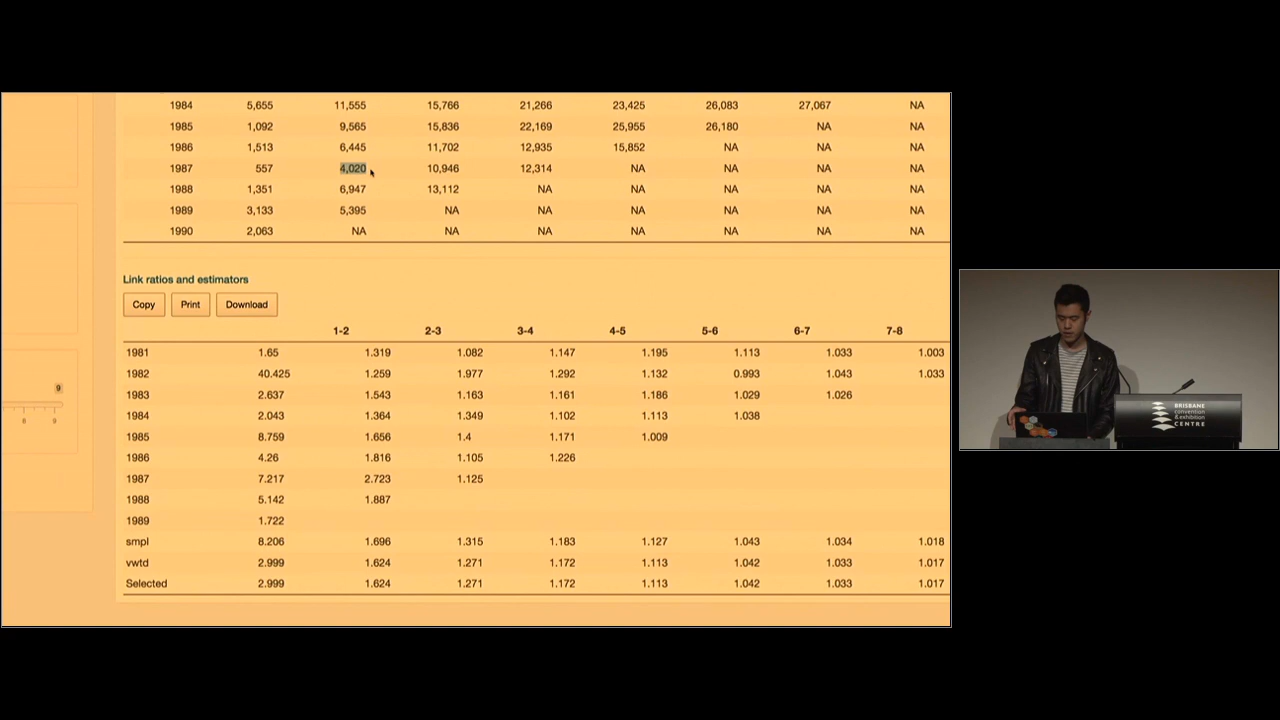 1984 5,655 11,555 15,766 21,266 23,425 26,083 27,067 NA
1985 1,092 9,565 15,836 22,169 25,955 26,180 NA NA
1986 1,513 6,445 11,702 12,935 15,852 NA NA NA
1987 557 4,020 10,946 12,314 NA NA NA NA
1988 1,351 6,947 13,112 NA NA NA NA NA
1989 3,133 5,395 NA NA NA NA NA NA
1990 2,063 NA NA NA NA NA NA NA
Link ratios and estimators
Copy Print Download
1-2 2-3 3-4 4-5 5-6 6-7 7-8
1981 1.65 1.319 1.082 1.147 1.195 1.113 1.033 1.003
1982 40.425 1.259 1.977 1.292 1.132 0.993 1.043 1.033
1983 2.637 1.543 1.163 1.161 1.186 1.029 1.026
1984 2.043 1.364 1.349 1.102 1.113 1.038
1985 8.759 1.656 1.4 1.171 1.009
1986 4.26 1.816 1.105 1.226
1987 7.217 2.723 1.125
1988 5.142 1.887
1989 1.722
smpl 8.206 1.696 1.315 1.183 1.127 1.043 1.034 1.018
vwtd 2.999 1.624 1.271 1.172 1.113 1.042 1.033 1.017
Selected 2.999 1.624 1.271 1.172 1.113 1.042 1.033 1.017
9
8 9
BRISBANE
convention
& exhibition
CENTRE